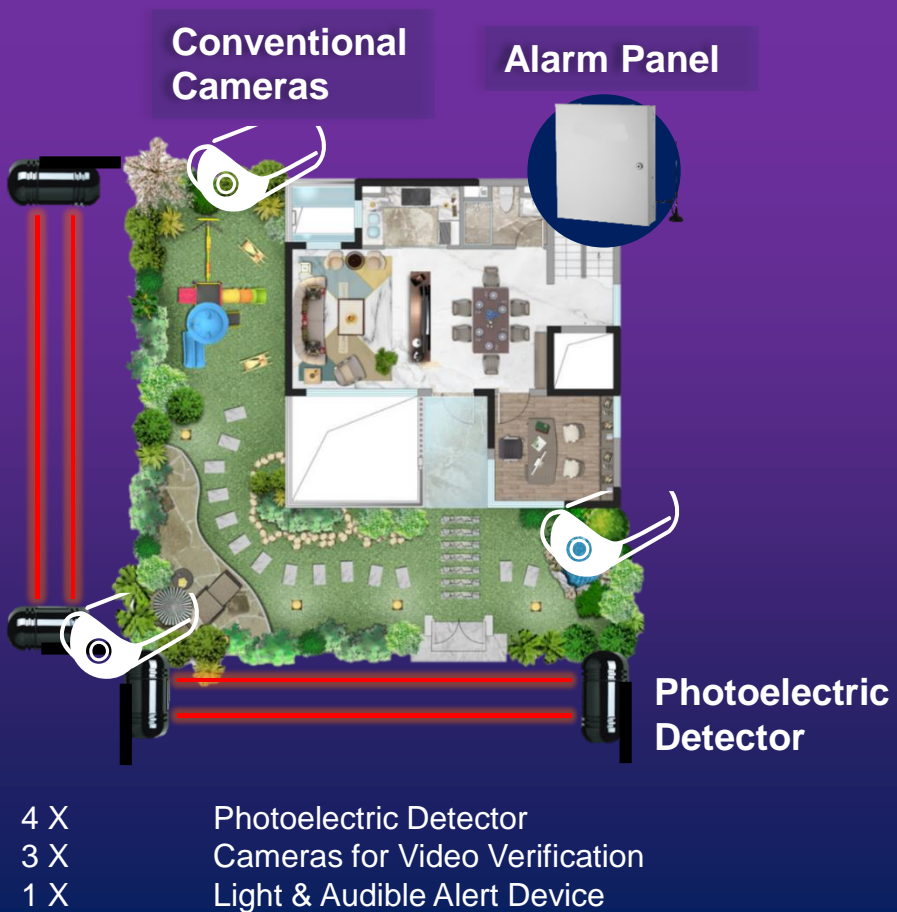 Conventional
Cameras
Alarm Panel
Photoelectric
Detector
4 X Photoelectric Detector
3 X Cameras for Video Verification
1 X Light & Audible Alert Device